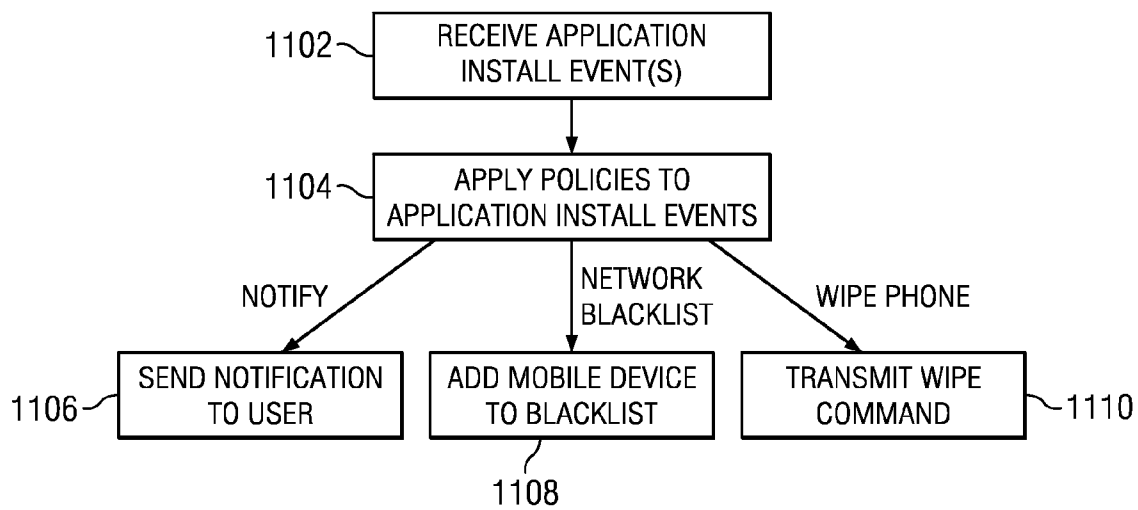 1102
RECEIVE APPLICATION
INSTALL EVENT(S)
1104
APPLY POLICIES TO
APPLICATION INSTALL EVENTS
NOTIFY
NETWORK
BLACKLIST
WIPE PHONE
SEND NOTIFICATION
TO USER
1106
ADD MOBILE DEVICE
TO BLACKLIST
1108
TRANSMIT WIPE
COMMAND
1110